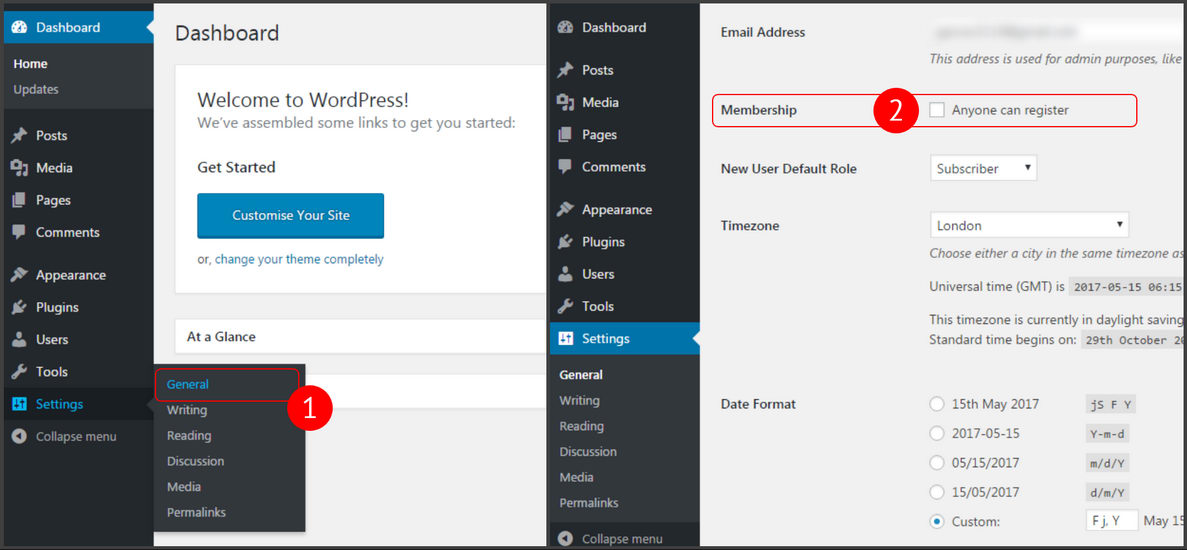 Dashboard
Home
Updates
Posts
Media
Pages
Comments
Appearance
Plugins
Users
Tools
Settings
Collapse menu
Dashboard
Welcome to WordPress!
We've assembled some links to get you started:
Get Started
Customise Your Site
or, change your theme completely
At a Glance
General
1
Writing
Reading
Discussion
Media
Permalinks
Dashboard
Posts
Media
Pages
Comments
Appearance
Plugins
Users
Tools
Settings
General
Writing
Reading
Discussion
Media
Permalinks
Collapse menu
Email Address
This address is used for admin purposes, like
Membership 2 Anyone can register
New User Default Role Subscriber
Timezone London
Choose either a city in the same timezone as
Universal time (GMT) is 2017-05-15 06:15
This timezone is currently in daylight saving
Standard time begins on: 29th October 20
Date Format 15th May 2017 jS F Y
2017-05-15 Y-m-d
05/15/2017 m/d/Y
15/05/2017 d/m/Y
Custom: F j, Y May 15